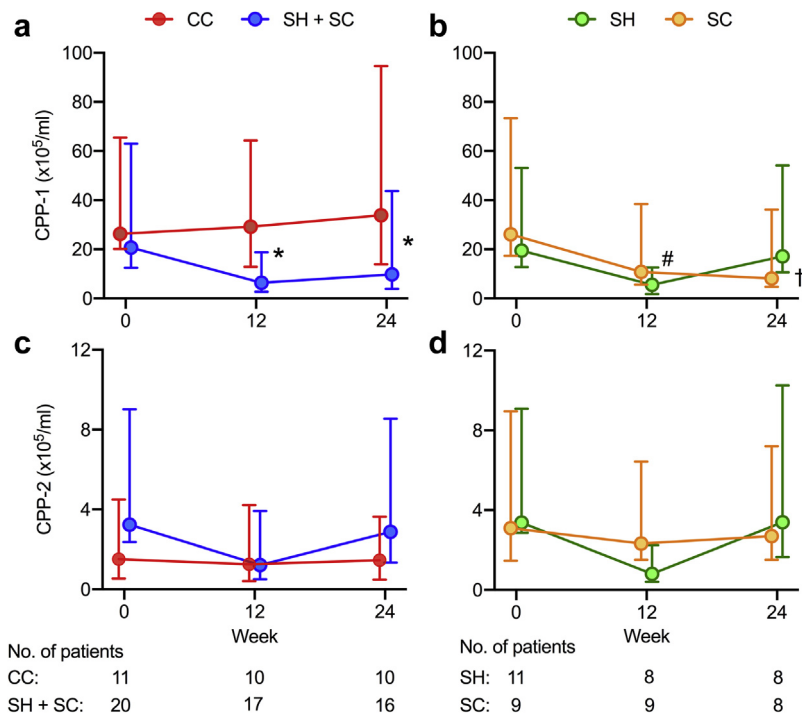 a
CC
SH + SC
b
SH
SC
100
80
60
40
20
0
CPP-1 (x10⁵/ml)
*
*
0
12
24
100
80
60
40
20
0
#
†
0
12
24
c
12
8
4
0
CPP-2 (x10⁵/ml)
0
12
24
Week
d
12
8
4
0
0
12
24
Week
No. of patients
CC: 11 10 10
SH + SC: 20 17 16
No. of patients
SH: 11 8 8
SC: 9 9 8